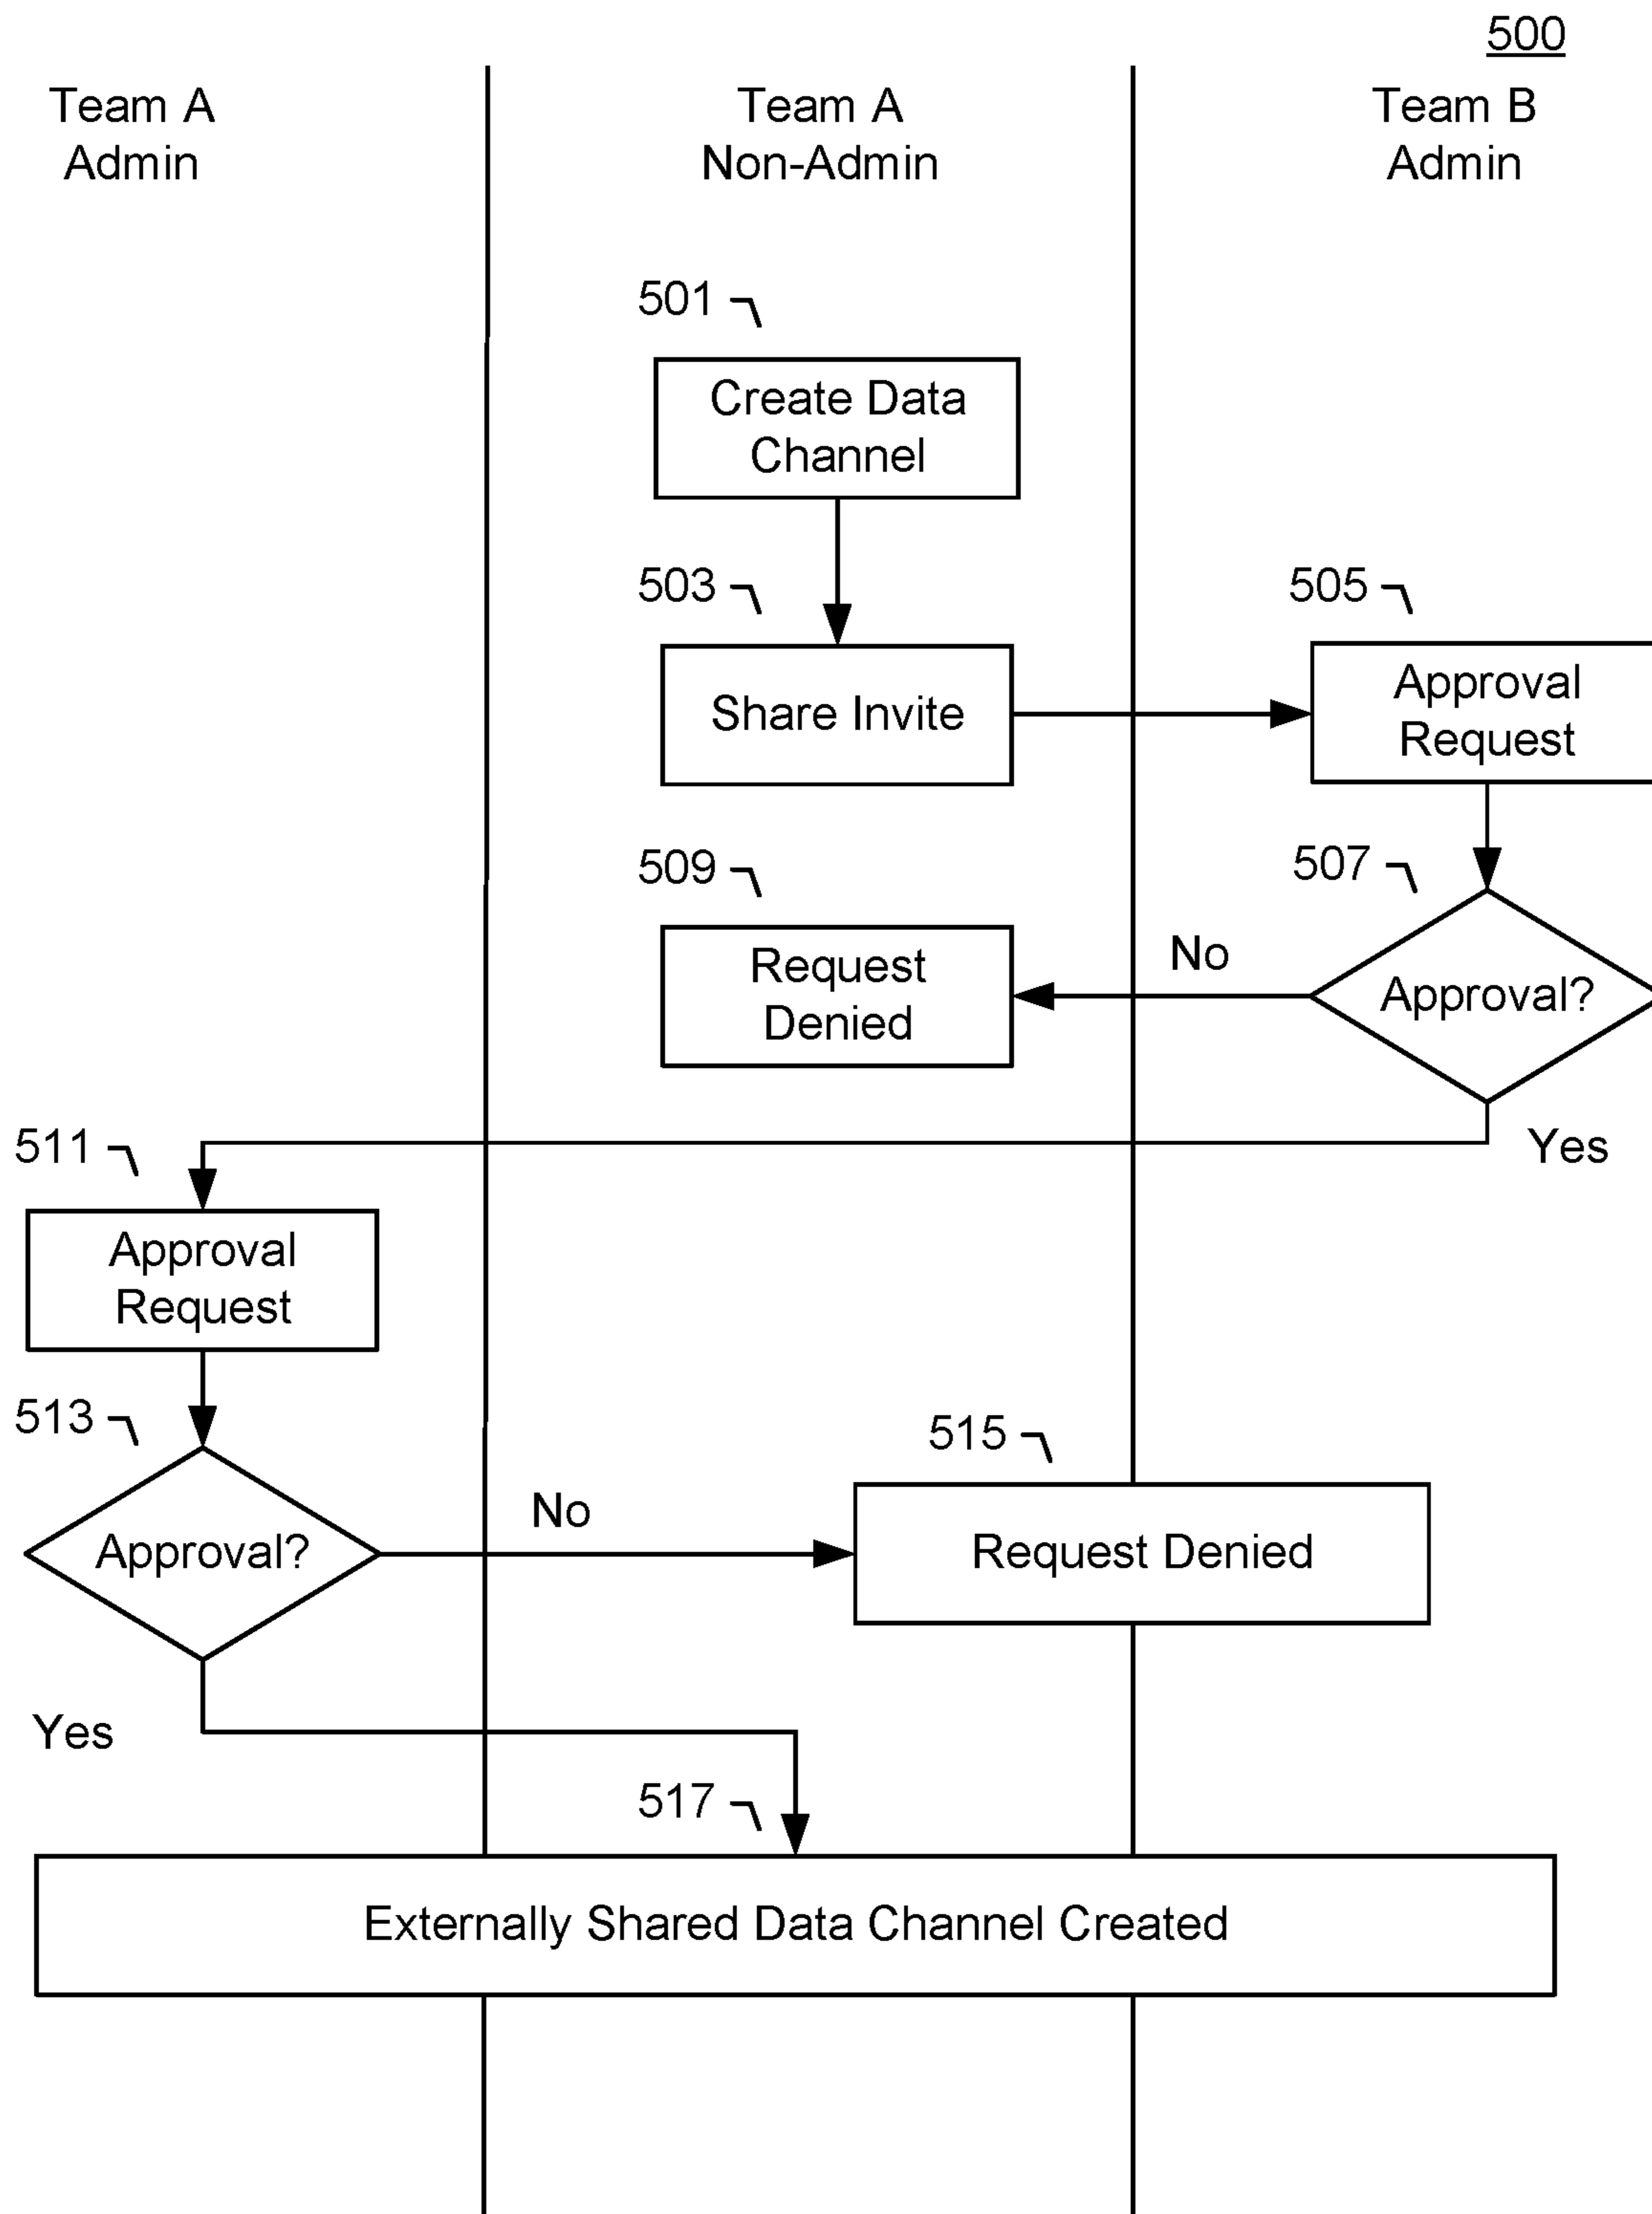 500
Team A
Admin
Team A
Non-Admin
Team B
Admin
501
Create Data
Channel
503
Share Invite
505
Approval
Request
507
Approval?
No
509
Request
Denied
Yes
511
Approval
Request
513
Approval?
No
515
Request Denied
Yes
517
Externally Shared Data Channel Created